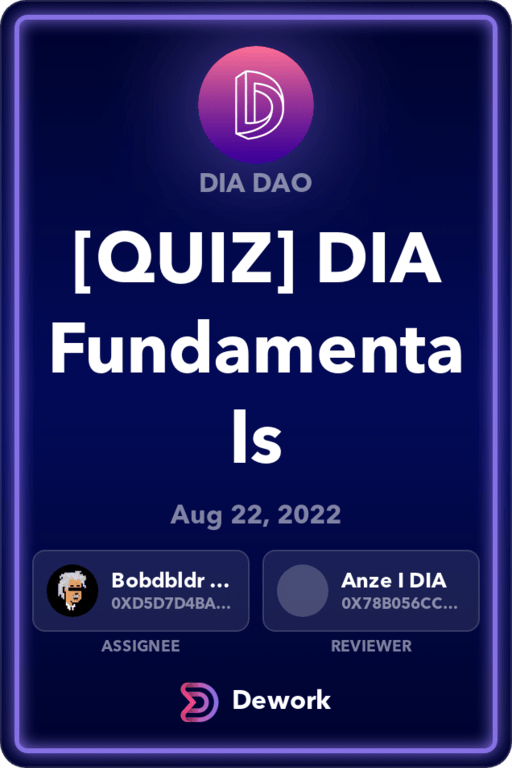 DIA DAO
[QUIZ] DIA
Fundamenta
ls
Aug 22, 2022
Bobdbldr ...
0XD5D7D4BA...
ASSIGNEE
Anze I DIA
0X78B056CC...
REVIEWER
Dework